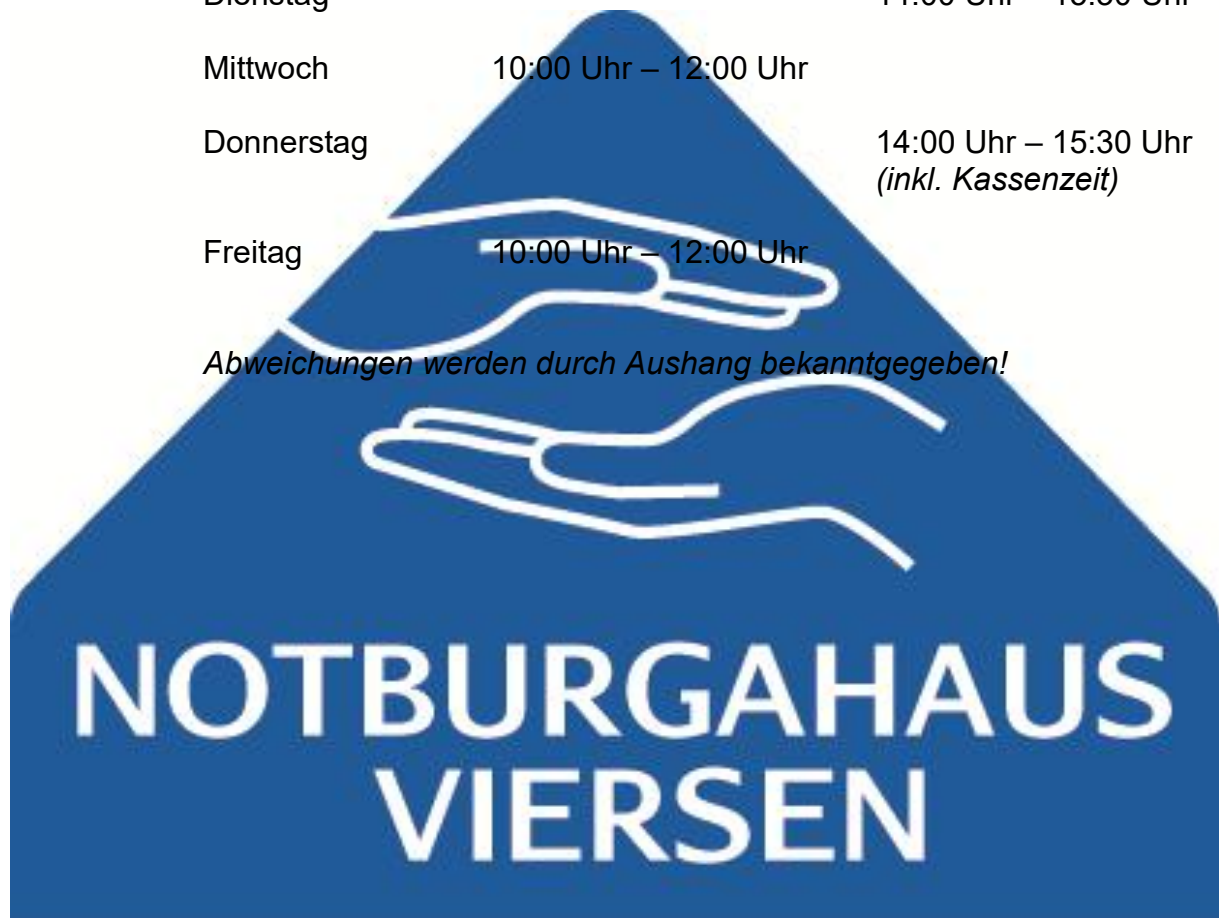 Dienstag
Mittwoch 10:00 Uhr – 12:00 Uhr
Donnerstag 14:00 Uhr – 15:30 Uhr
(inkl. Kassenzeit)
Freitag 10:00 Uhr – 12:00 Uhr
Abweichungen werden durch Aushang bekanntgegeben!
NOTBURGAHAUS
VIERSEN